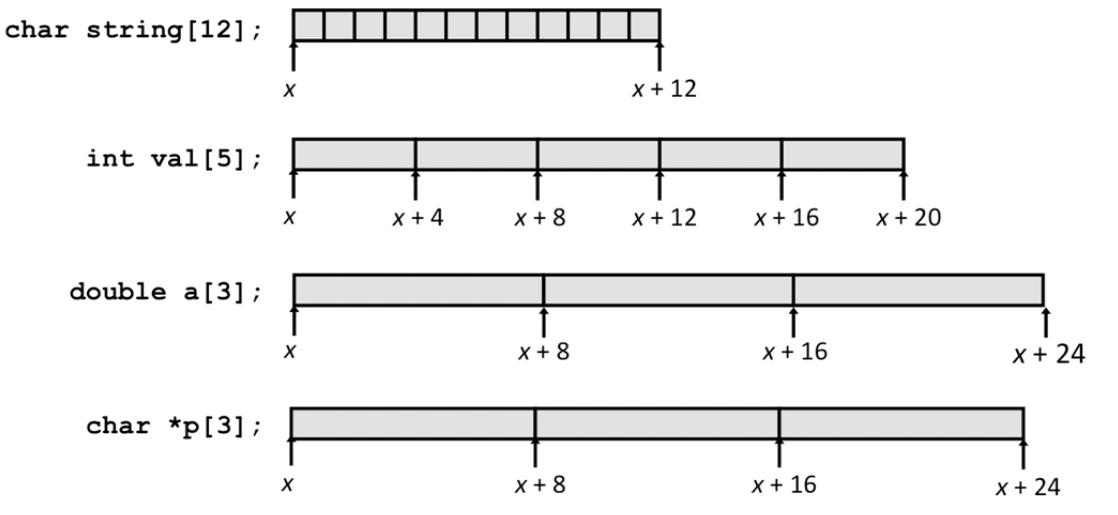 char string[12];
x x + 12
int val[5];
x x + 4 x + 8 x + 12 x + 16 x + 20
double a[3];
x x + 8 x + 16 x + 24
char *p[3];
x x + 8 x + 16 x + 24